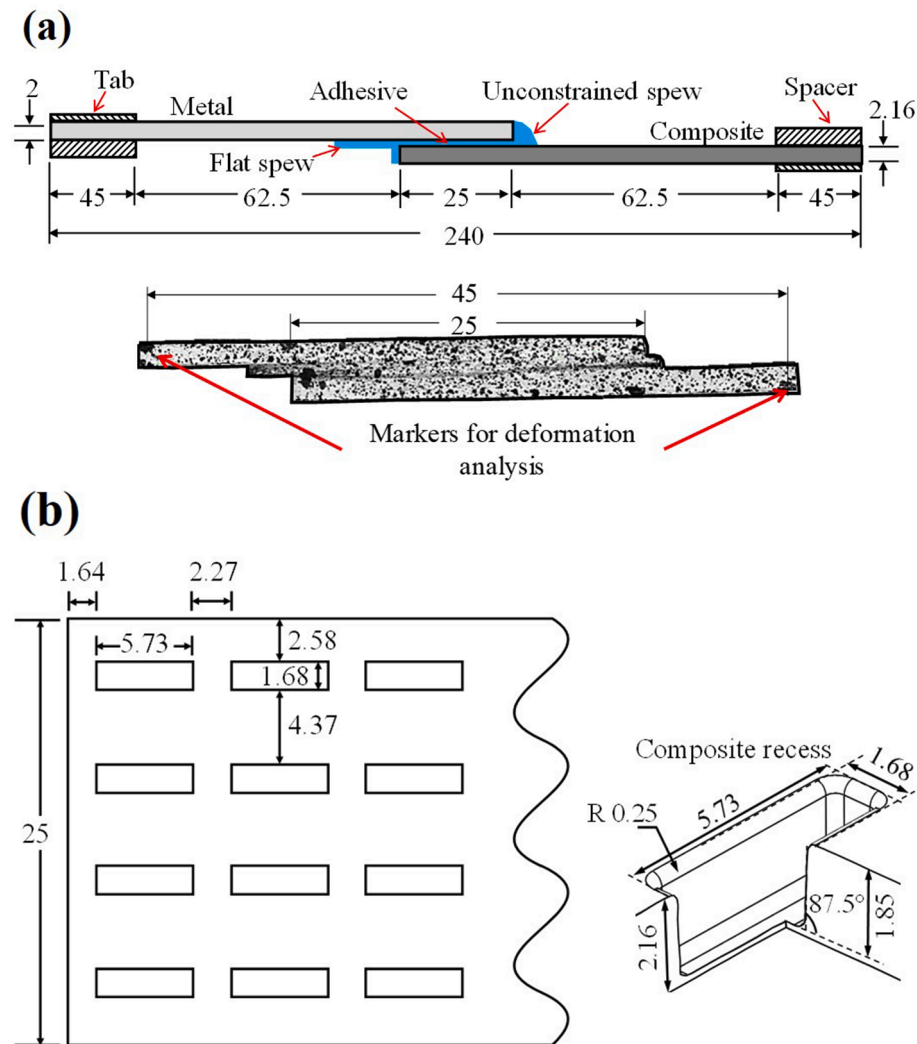 (a)
Tab
2
Metal
Adhesive
Unconstrained spew
Spacer
2.16
Composite
Flat spew
45
62.5
25
62.5
45
240
45
25
Markers for deformation
analysis
(b)
1.64
2.27
5.73
2.58
1.68
4.37
25
Composite recess
1.68
5.73
R 0.25
87.5°
1.85
2.16